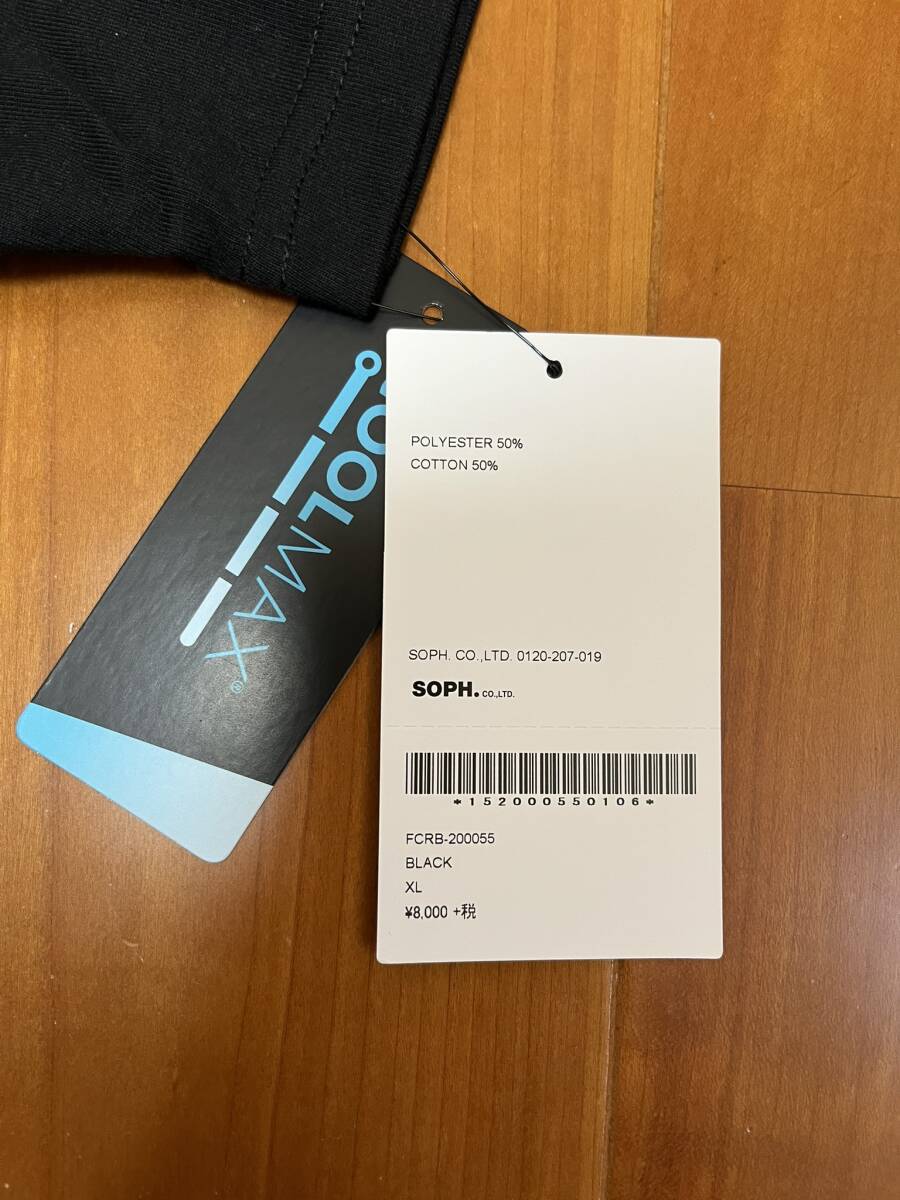 COOLMAX®
POLYESTER 50%
COTTON 50%
SOPH. CO.,LTD. 0120-207-019
SOPH. CO.,LTD.
*152000550106*
FCRB-200055
BLACK
XL
¥8,000 +税